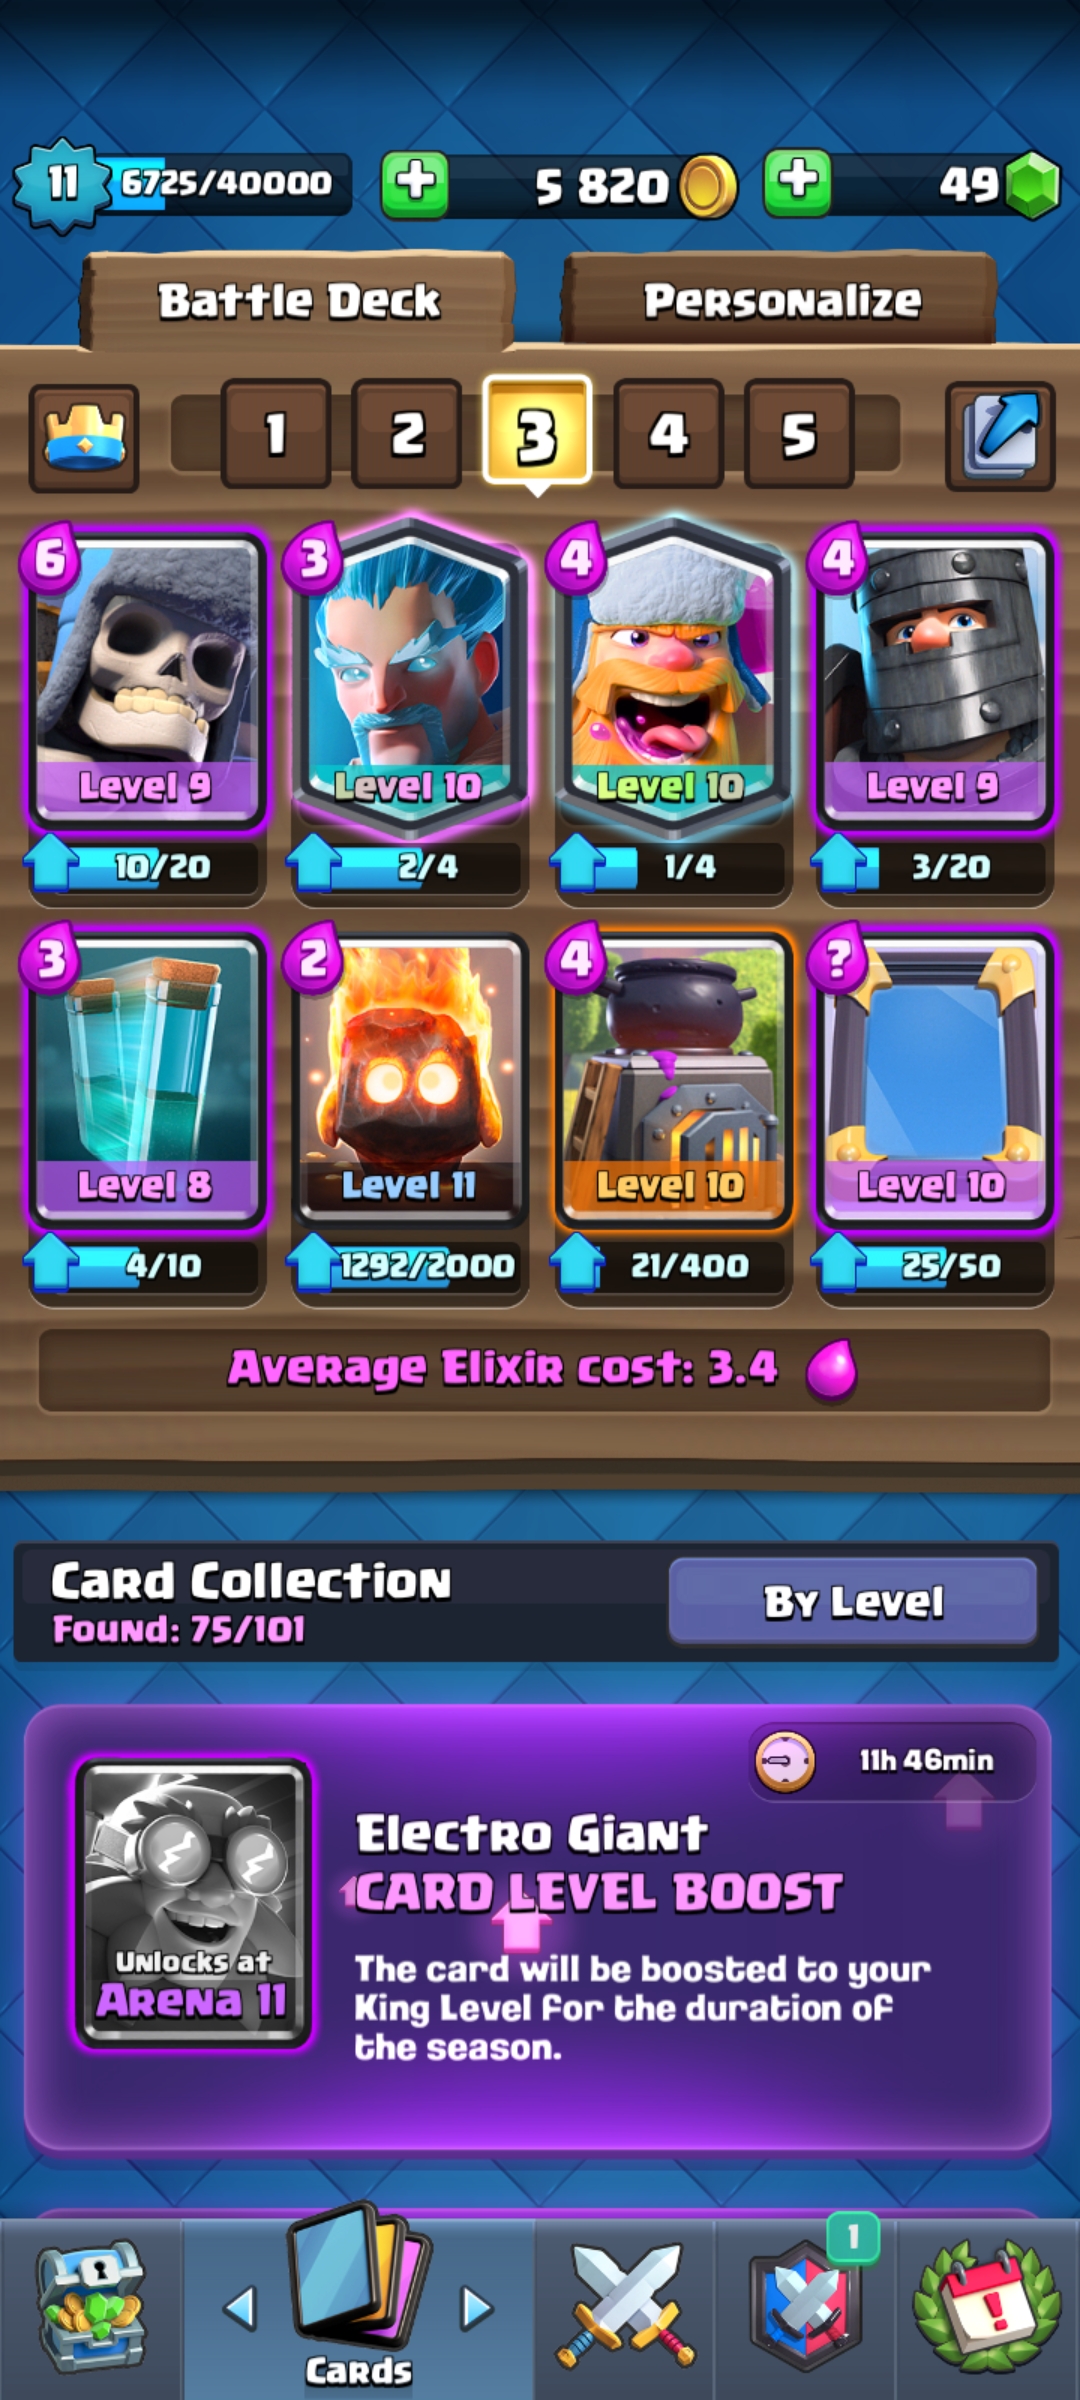 11
6725/40000
5 820
49
Battle Deck
Personalize
1
2
3
4
5
6
3
4
4
Level 9
Level 10
Level 10
Level 9
10/20
2/4
1/4
3/20
3
2
4
?
Level 8
Level 11
Level 10
Level 10
4/10
1292/2000
21/400
25/50
Average Elixir cost: 3.4
Card Collection
Found: 75/101
By Level
11h 46min
Electro Giant
CARD LEVEL BOOST
The card will be boosted to your
King Level for the duration of
the season.
Unlocks at
Arena 11
1
Cards